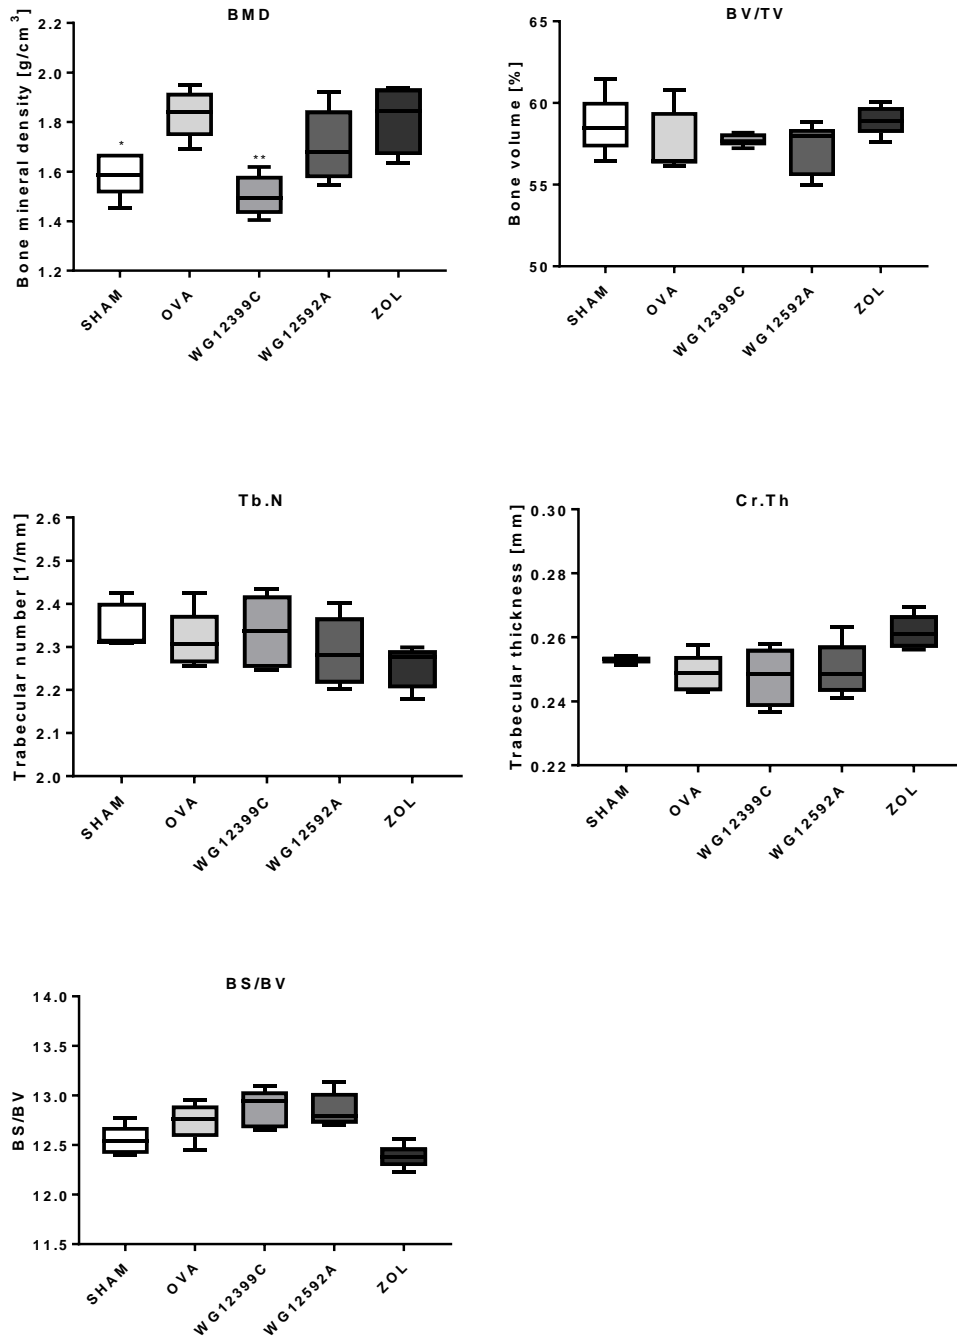 BMD
Bone mineral density [g/cm³]
2.2
2.0
1.8
1.6
1.4
1.2
*
**
SHAM
OVA
WG12399C
WG12592A
ZOL
BV/TV
Bone volume [%]
65
60
55
50
SHAM
OVA
WG12399C
WG12592A
ZOL
Tb.N
Trabecular number [1/mm]
2.6
2.5
2.4
2.3
2.2
2.1
2.0
SHAM
OVA
WG12399C
WG12592A
ZOL
Cr.Th
Trabecular thickness [mm]
0.30
0.28
0.26
0.24
0.22
SHAM
OVA
WG12399C
WG12592A
ZOL
BS/BV
BS/BV
14.0
13.5
13.0
12.5
12.0
11.5
SHAM
OVA
WG12399C
WG12592A
ZOL